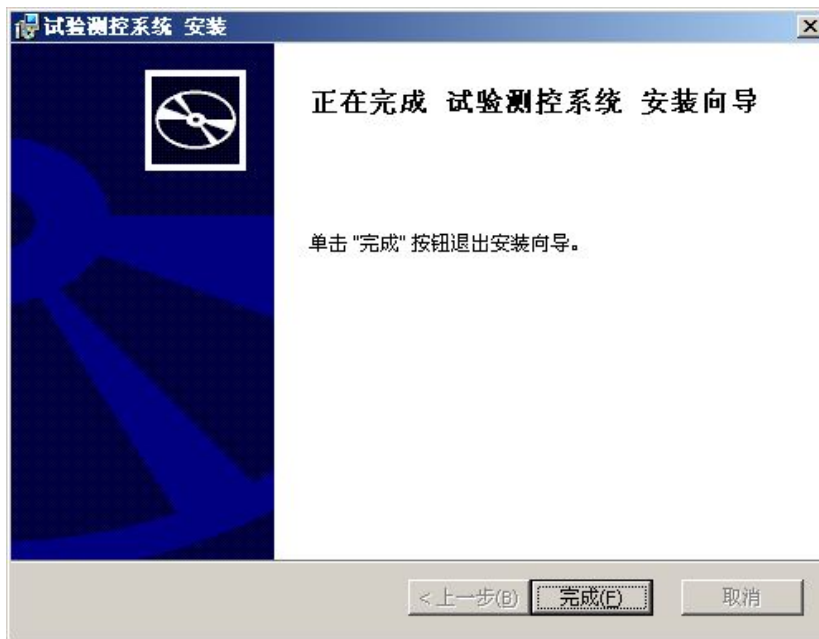 试验测控系统 安装
正在完成 试验测控系统 安装向导
单击 "完成" 按钮退出安装向导。
< 上一步(B) 完成(F) 取消